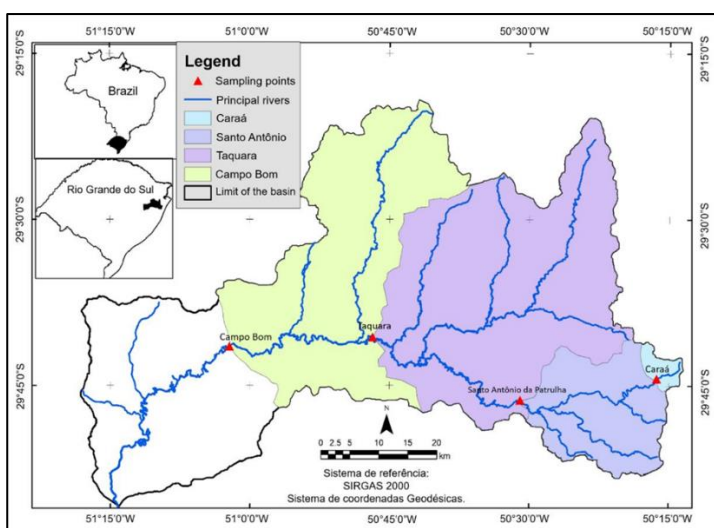 51°15'0"W
51°0'0"W
50°45'0"W
50°30'0"W
50°15'0"W
29°15'0"S
29°15'0"S
Legend
Sampling points
Principal rivers
Caraá
Santo Antônio
Taquara
Campo Bom
Limit of the basin
Brazil
Rio Grande do Sul
29°30'0"S
29°30'0"S
Campo Bom
Taquara
Caraá
Santo Antônio da Patrulha
29°45'0"S
29°45'0"S
N
0 2.5 5 10 15 20
km
Sistema de referência:
SIRGAS 2000
Sistema de coordenadas Geodésicas.
51°15'0"W
51°0'0"W
50°45'0"W
50°30'0"W
50°15'0"W